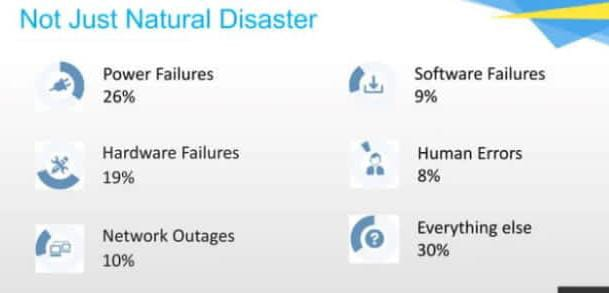 Not Just Natural Disaster
Power Failures
26%
Hardware Failures
19%
Network Outages
10%
Software Failures
9%
Human Errors
8%
Everything else
30%